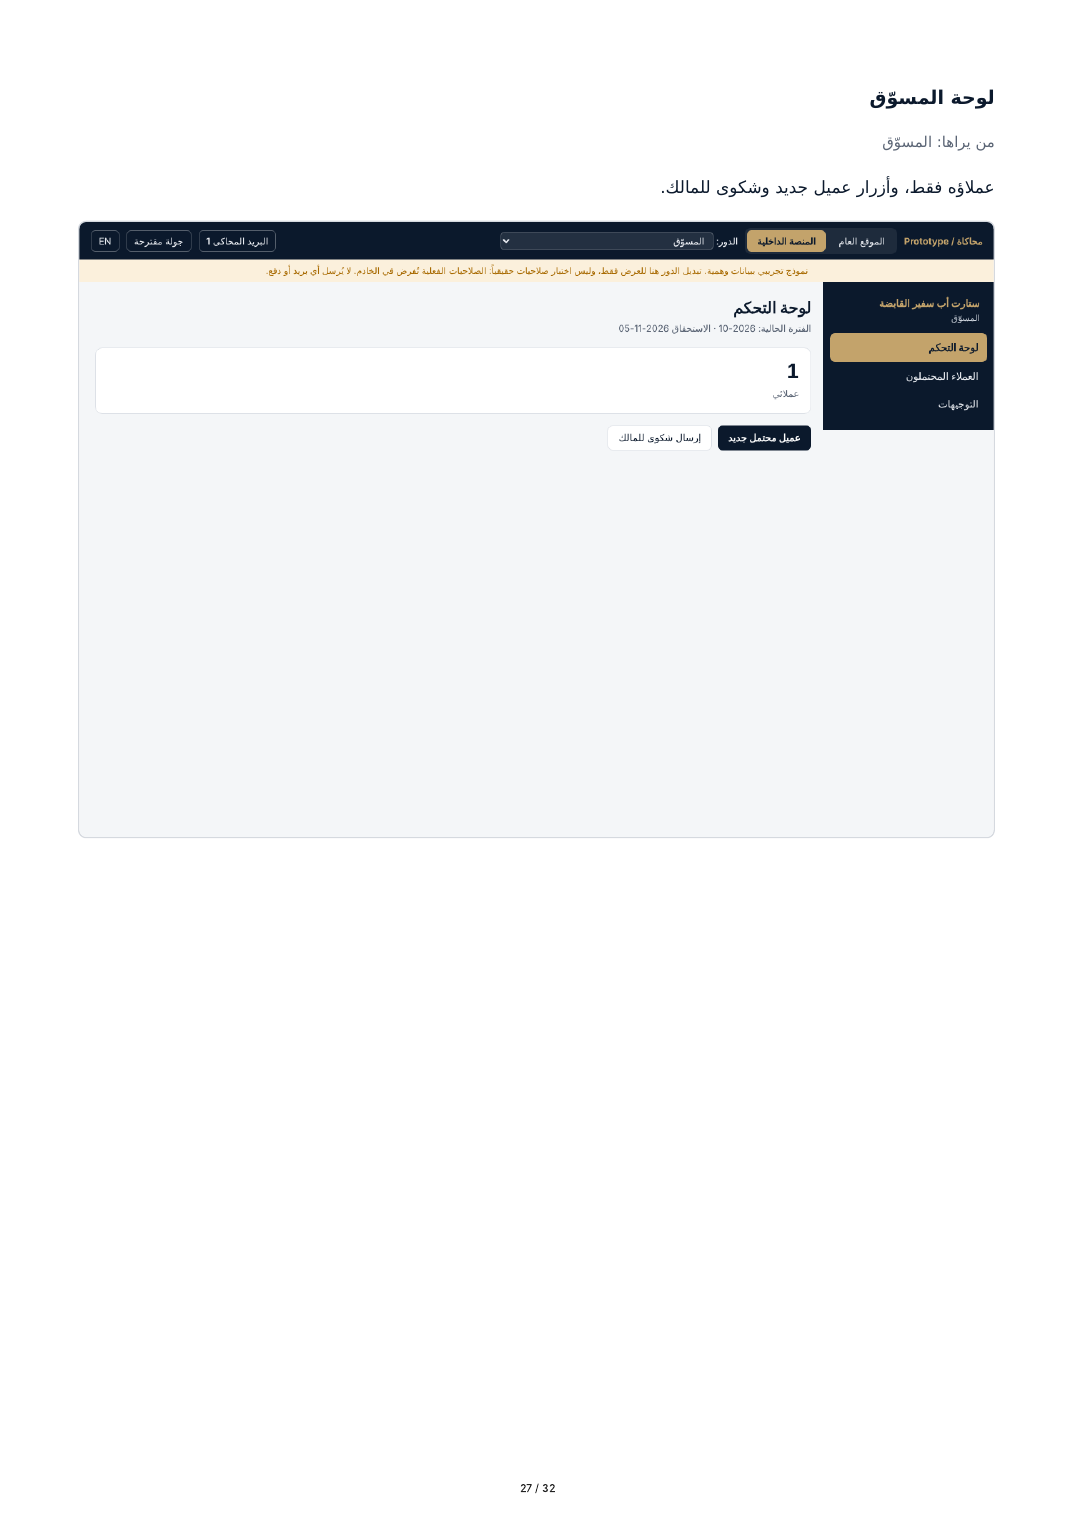 لوحة المسوّق
من يراها: المسوّق
عملاؤه فقط، وأزرار عميل جديد وشكوى للمالك.
محاكاة / Prototype
الموقع العام
المنصة الداخلية
الدور:
المسوّق
البريد المحاكى 1
جولة مقترحة
EN
نموذج تجريبي ببيانات وهمية. تبديل الدور هنا للعرض فقط، وليس اختبار صلاحيات حقيقياً: الصلاحيات الفعلية تُفرض في الخادم. لا يُرسل أي بريد أو دفع.
ستارت أب سفير القابضة
المسوّق
لوحة التحكم
العملاء المحتملون
التوجيهات
لوحة التحكم
الفترة الحالية: 2026-10 · الاستحقاق 2026-11-05
1
عملائي
عميل محتمل جديد
إرسال شكوى للمالك
27 / 32